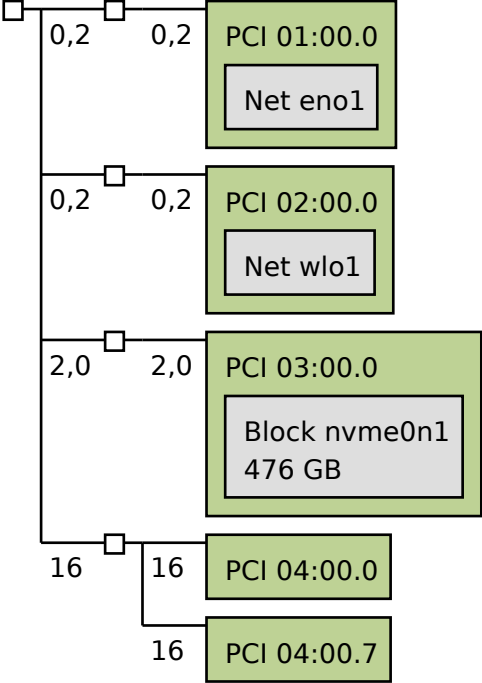 0,2 0,2 PCI 01:00.0
Net eno1
0,2 0,2 PCI 02:00.0
Net wlo1
2,0 2,0 PCI 03:00.0
Block nvme0n1
476 GB
16 16 PCI 04:00.0
16 PCI 04:00.7